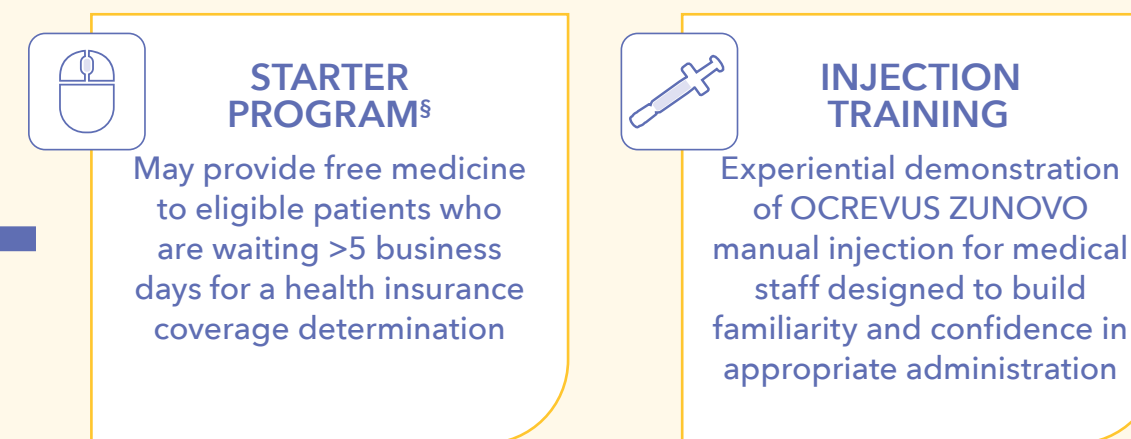 STARTER
PROGRAM§
May provide free medicine
to eligible patients who
are waiting >5 business
days for a health insurance
coverage determination
INJECTION
TRAINING
Experiential demonstration
of OCREVUS ZUNOVO
manual injection for medical
staff designed to build
familiarity and confidence in
appropriate administration